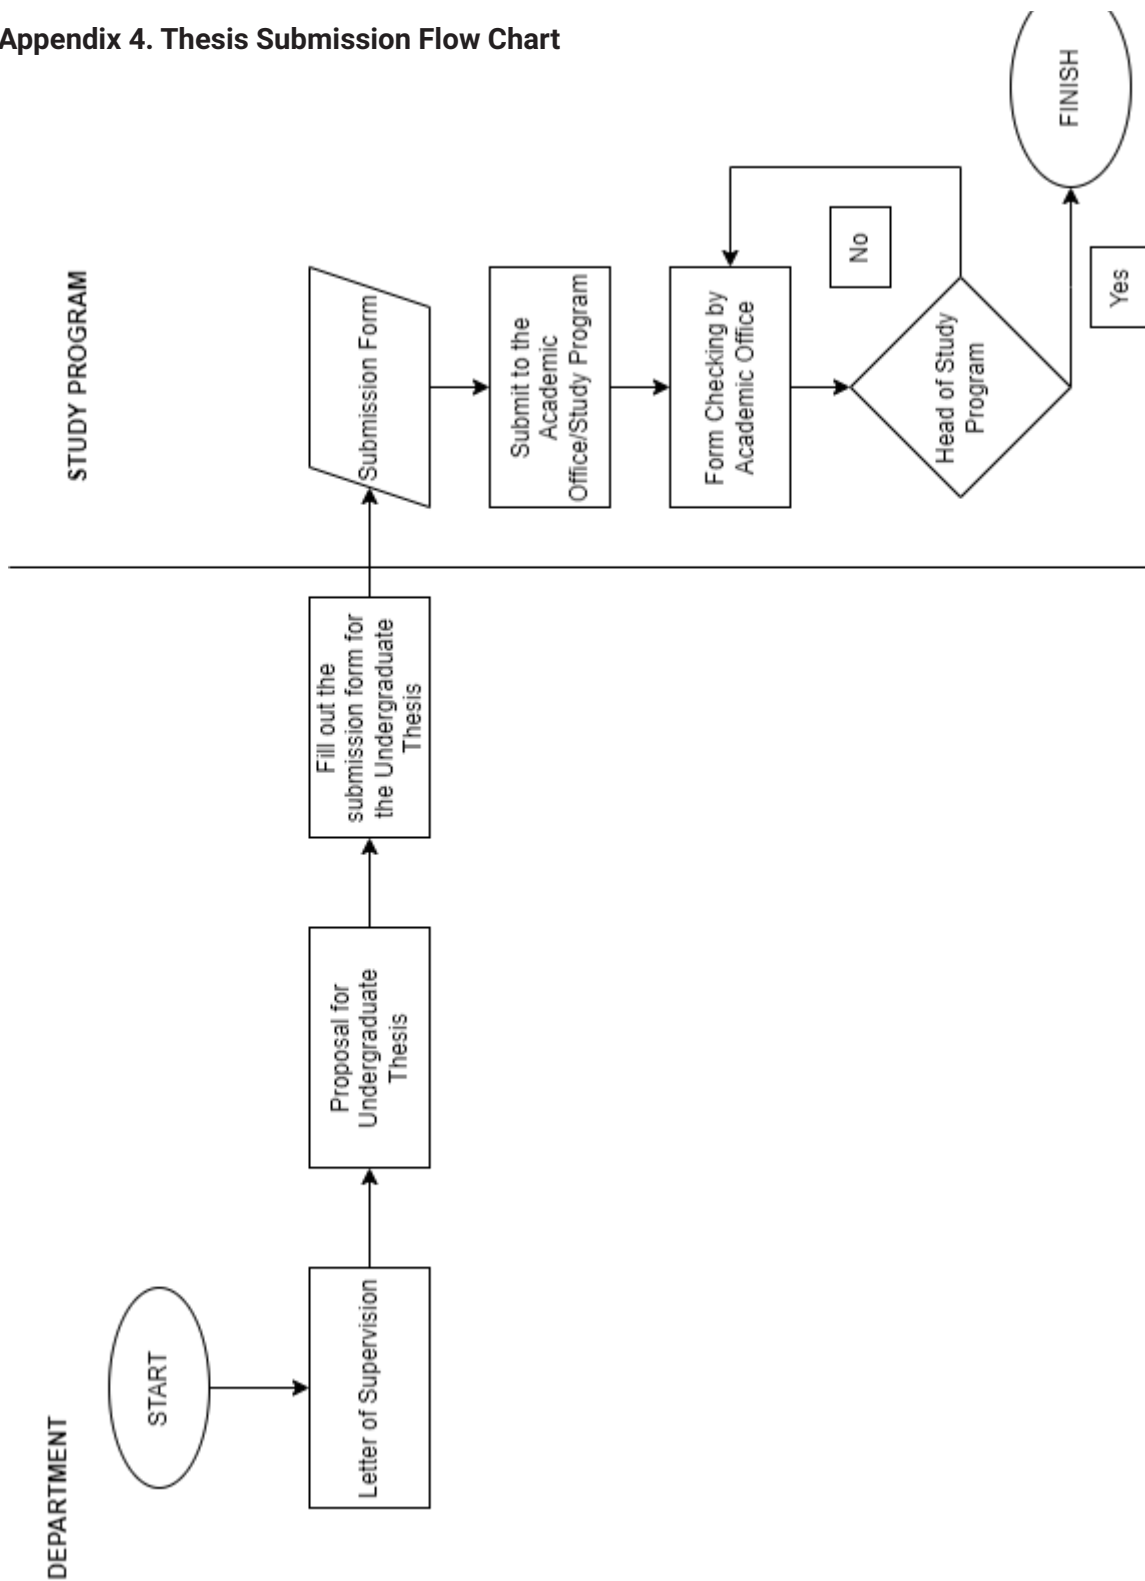 Appendix 4. Thesis Submission Flow Chart
DEPARTMENT
STUDY PROGRAM
START
Letter of Supervision
Proposal for
Undergraduate
Thesis
Fill out the
submission form for
the Undergraduate
Thesis
Submission Form
Submit to the
Academic
Office/Study Program
Form Checking by
Academic Office
Head of Study
Program
No
Yes
FINISH